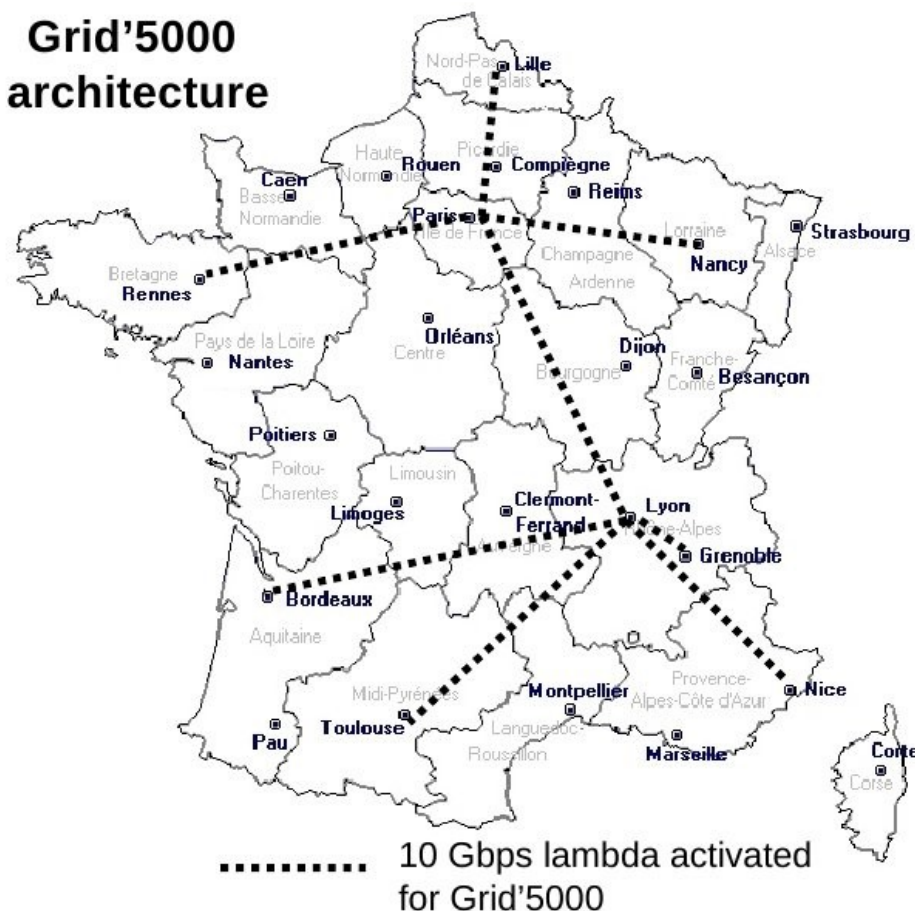 Grid'5000
architecture
Nord-Pas
de Calais
Lille
Haute
Normandie
Rouen
Picardie
Compiègne
Caen
Basse
Normandie
Reims
Paris
Ile de France
Lorraine
Nancy
Strasbourg
Alsace
Champagne
Ardenne
Bretagne
Rennes
Pays de la Loire
Nantes
Orléans
Centre
Dijon
Bourgogne
Franche-
Comté
Besançon
Poitiers
Poitou-
Charentes
Limousin
Limoges
Clermont-
Ferrand
Auvergne
Lyon
Rhône-Alpes
Grenoble
Bordeaux
Aquitaine
Midi-Pyrénées
Toulouse
Pau
Montpellier
Languedoc-
Roussillon
Provence-
Alpes-Côte d'Azur
Nice
Marseille
Corte
Corse
10 Gbps lambda activated
for Grid'5000